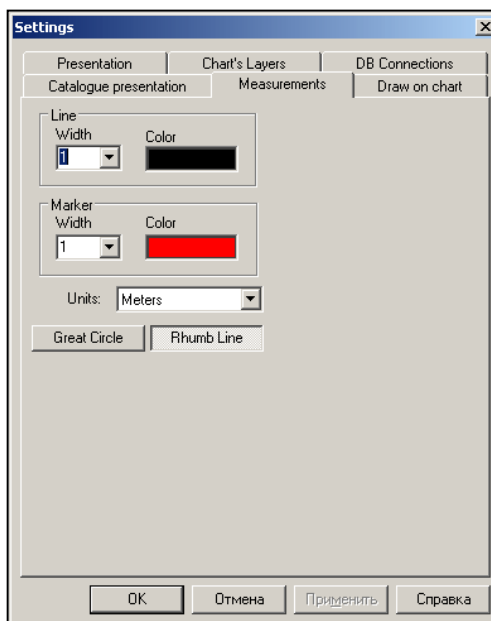 Settings
Presentation Chart's Layers DB Connections
Catalogue presentation Measurements Draw on chart
Line
Width Color
1
Marker
Width Color
1
Units: Meters
Great Circle Rhumb Line
OK Отмена Применить Справка